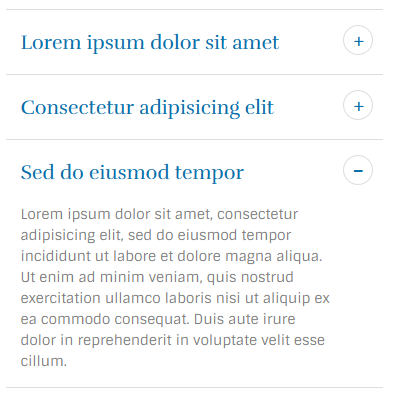 Lorem ipsum dolor sit amet
+
Consectetur adipisicing elit
+
Sed do eiusmod tempor
−
Lorem ipsum dolor sit amet, consectetur
adipisicing elit, sed do eiusmod tempor
incididunt ut labore et dolore magna aliqua.
Ut enim ad minim veniam, quis nostrud
exercitation ullamco laboris nisi ut aliquip ex
ea commodo consequat. Duis aute irure
dolor in reprehenderit in voluptate velit esse
cillum.